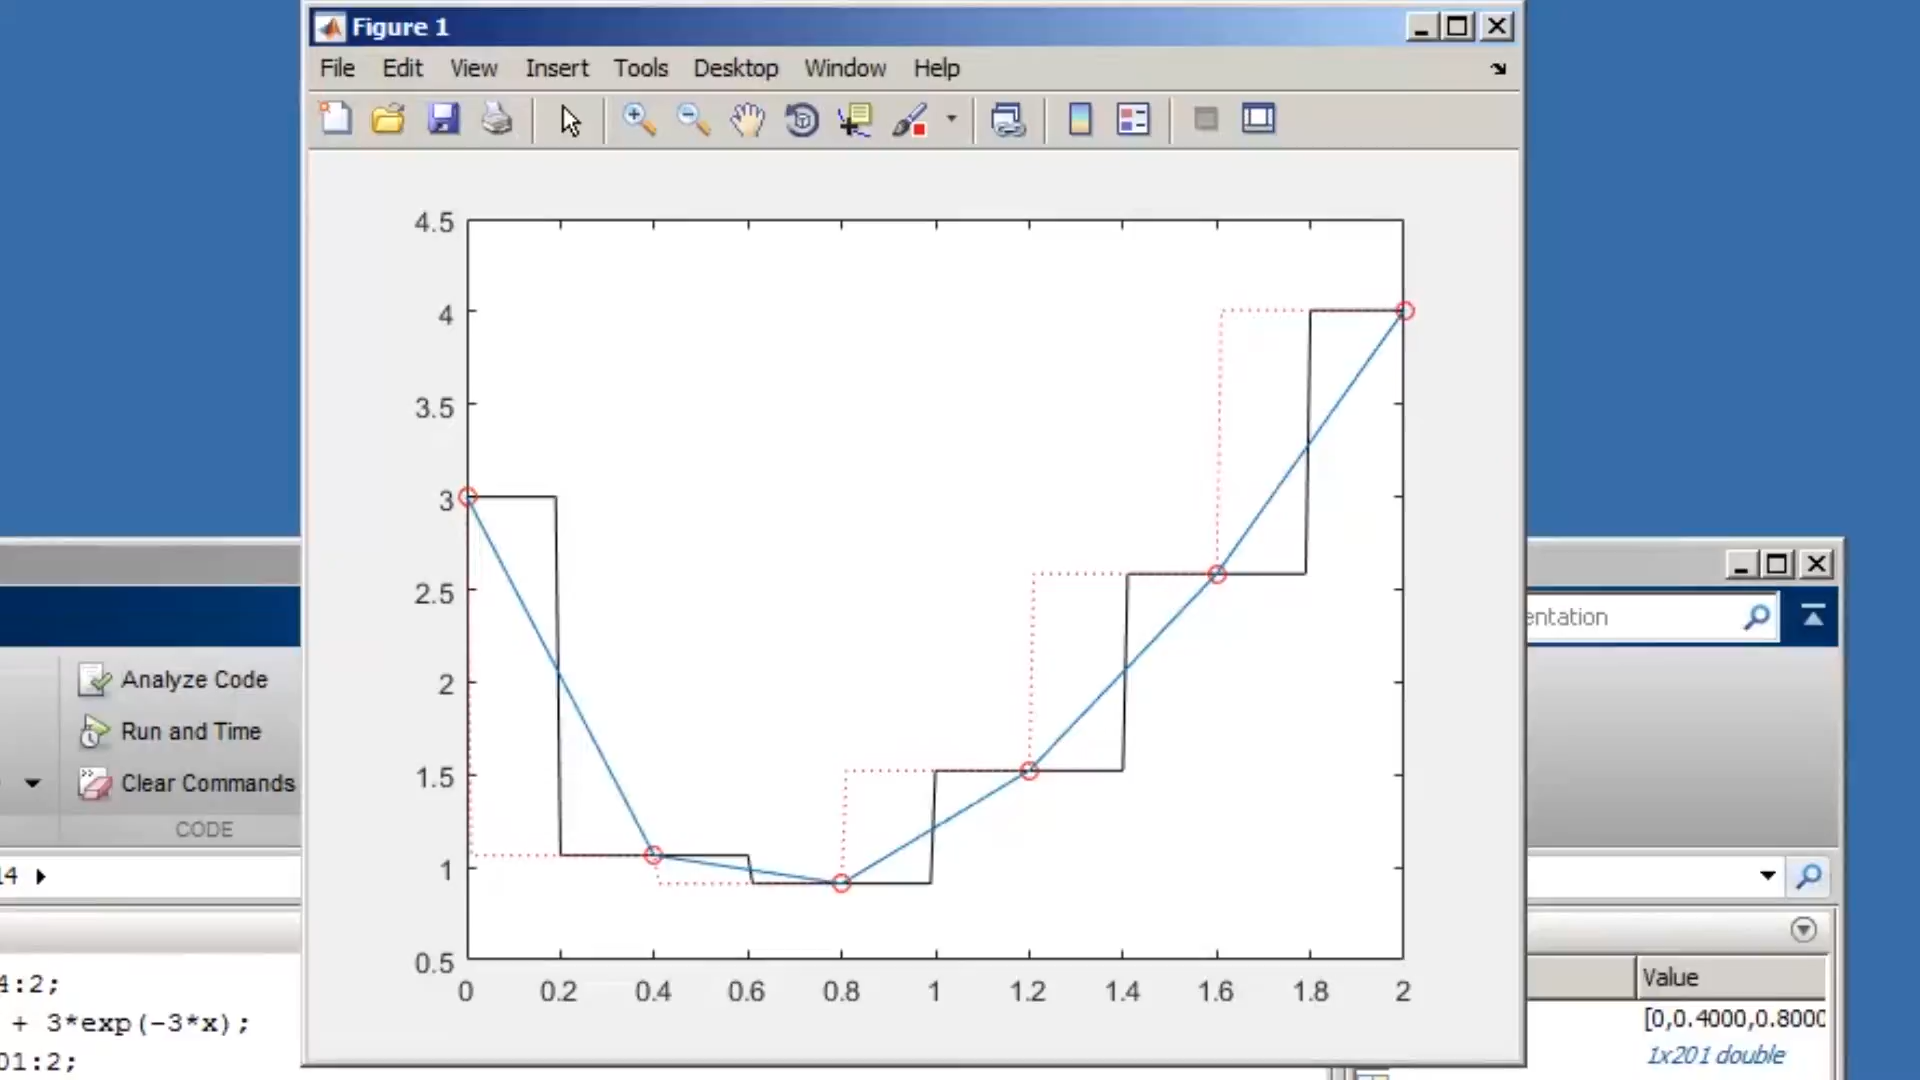 Figure 1
File Edit View Insert Tools Desktop Window Help
4.5
4
3.5
3
2.5
2
1.5
1
0.5
0 0.2 0.4 0.6 0.8 1 1.2 1.4 1.6 1.8 2
Analyze Code
Run and Time
Clear Commands
CODE
14
4:2;
+ 3*exp(-3*x);
01:2;
entation
Value
[0,0.4000,0.8000
1x201 double